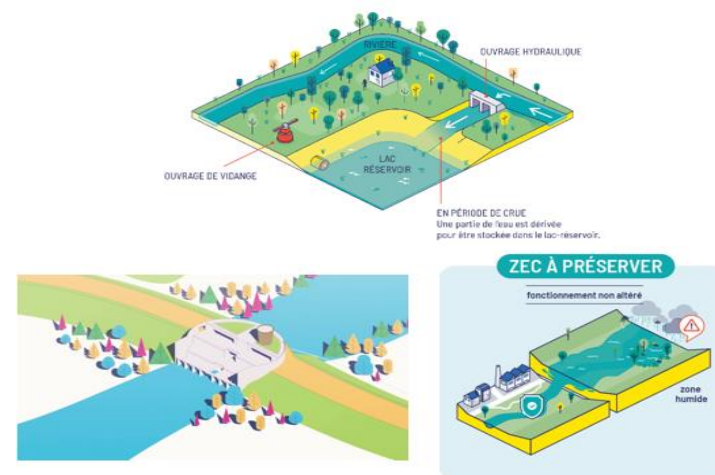 RIVIÈRE
OUVRAGE HYDRAULIQUE
OUVRAGE DE VIDANGE
LAC
RÉSERVOIR
EN PÉRIODE DE CRUE
Une partie de l'eau est dérivée
pour être stockée dans le lac-réservoir.
ZEC À PRÉSERVER
fonctionnement non altéré
zone
humide